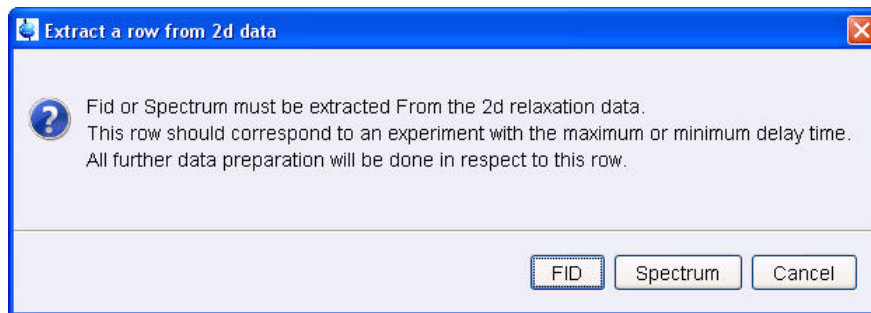 Extract a row from 2d data
Fid or Spectrum must be extracted From the 2d relaxation data.
This row should correspond to an experiment with the maximum or minimum delay time.
All further data preparation will be done in respect to this row.
FID Spectrum Cancel